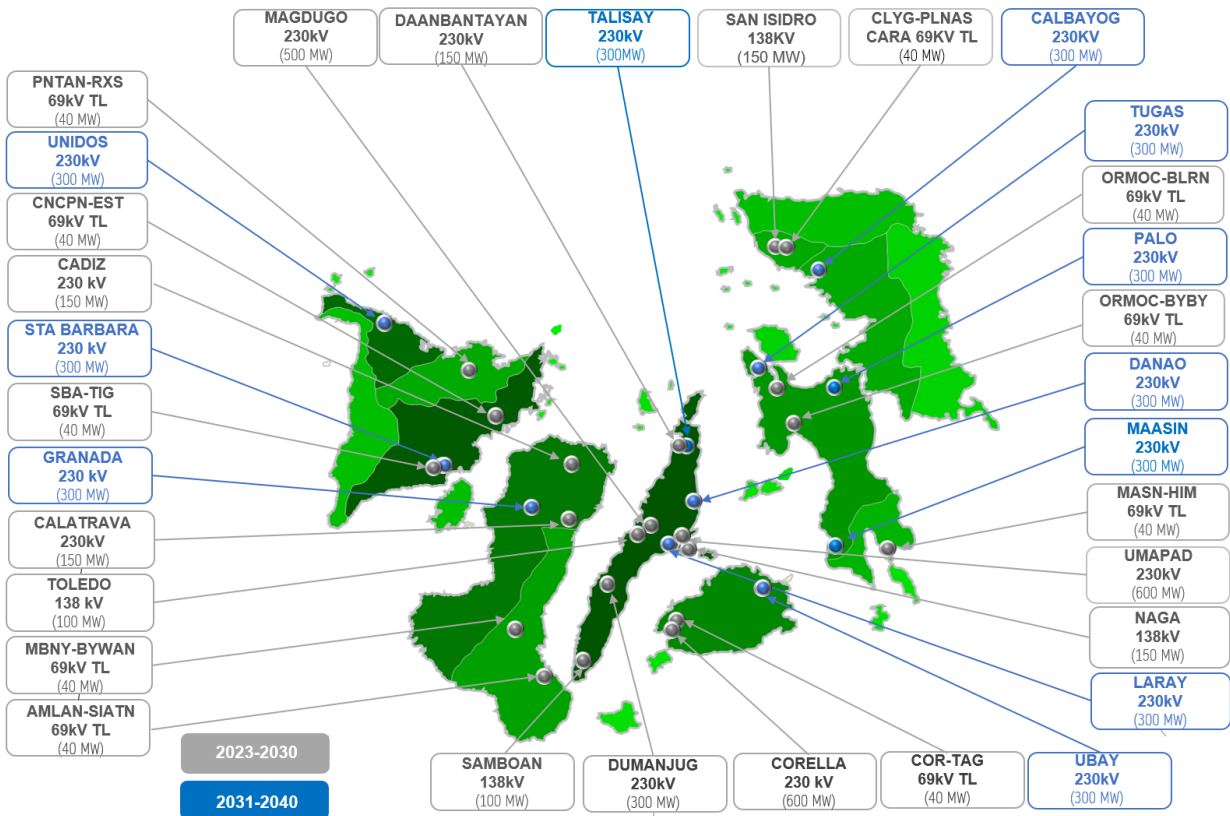 MAGDUGO
230kV
(500 MW)
DAANBANTAYAN
230kV
(150 MW)
TALISAY
230kV
(300MW)
SAN ISIDRO
138KV
(150 MW)
CLYG-PLNAS
CARA 69KV TL
(40 MW)
CALBAYOG
230KV
(300 MW)
PNTAN-RXS
69kV TL
(40 MW)
UNIDOS
230kV
(300 MW)
CNCPN-EST
69kV TL
(40 MW)
CADIZ
230 kV
(150 MW)
STA BARBARA
230 kV
(300 MW)
SBA-TIG
69kV TL
(40 MW)
GRANADA
230 kV
(300 MW)
CALATRAVA
230kV
(150 MW)
TOLEDO
138 kV
(100 MW)
MBNY-BYWAN
69kV TL
(40 MW)
AMLAN-SIATN
69kV TL
(40 MW)
TUGAS
230kV
(300 MW)
ORMOC-BLRN
69kV TL
(40 MW)
PALO
230kV
(300 MW)
ORMOC-BYBY
69kV TL
(40 MW)
DANAO
230kV
(300 MW)
MAASIN
230kV
(300 MW)
MASN-HIM
69kV TL
(40 MW)
UMAPAD
230kV
(600 MW)
NAGA
138kV
(150 MW)
LARAY
230kV
(300 MW)
2023-2030
2031-2040
SAMBOAN
138kV
(100 MW)
DUMANJUG
230kV
(300 MW)
CORELLA
230 kV
(600 MW)
COR-TAG
69kV TL
(40 MW)
UBAY
230kV
(300 MW)